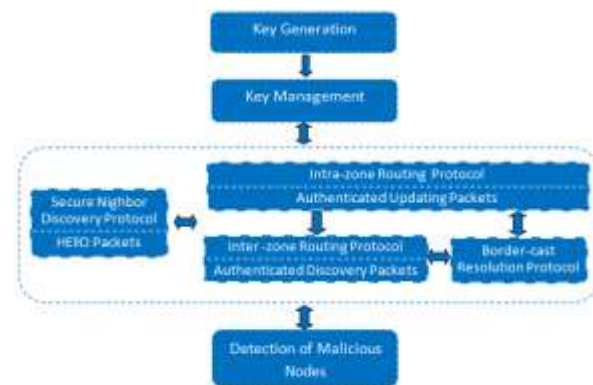 Key Generation
Key Management
Intra-zone Routing Protocol
Authenticated Updating Packets
Secure Nighbor
Discovery Protocol
HERO Packets
Inter-zone Routing Protocol
Authenticated Discovery Packets
Border-cast
Resolution Protocol
Detection of Malicious
Nodes